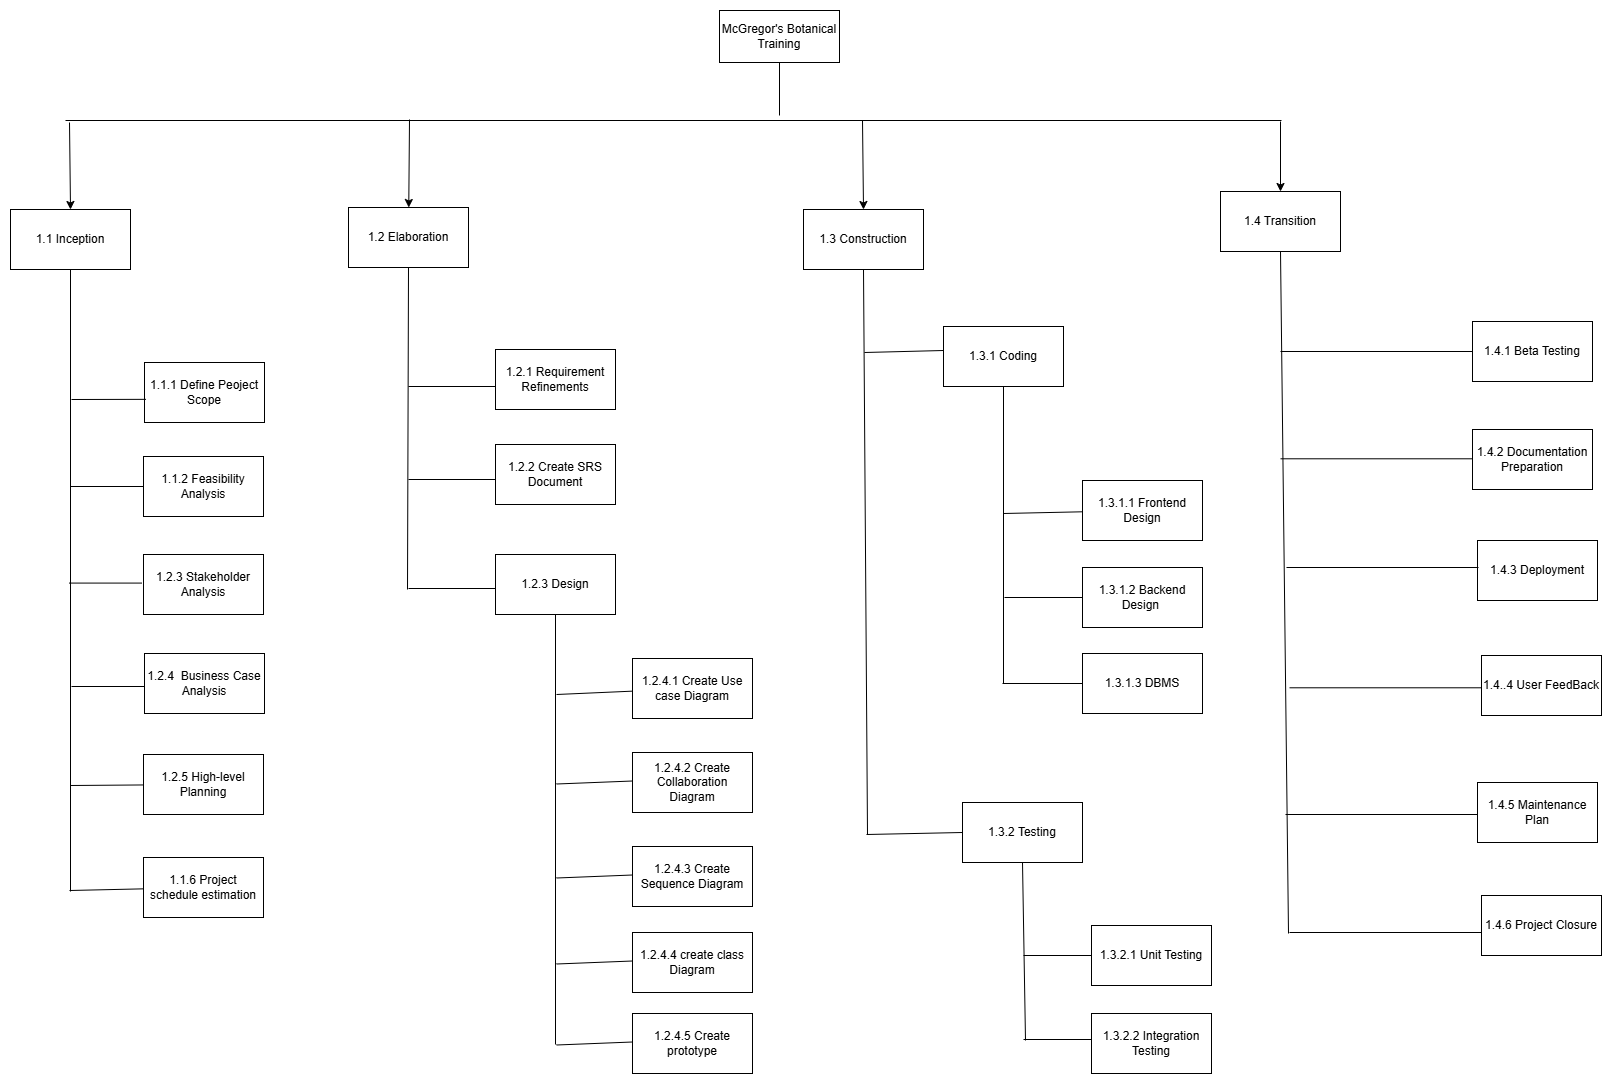 McGregor's Botanical
Training
1.1 Inception
1.2 Elaboration
1.3 Construction
1.4 Transition
1.1.1 Define Peoject
Scope
1.1.2 Feasibility
Analysis
1.2.3 Stakeholder
Analysis
1.2.4 Business Case
Analysis
1.2.5 High-level
Planning
1.1.6 Project
schedule estimation
1.2.1 Requirement
Refinements
1.2.2 Create SRS
Document
1.2.3 Design
1.2.4.1 Create Use
case Diagram
1.2.4.2 Create
Collaboration
Diagram
1.2.4.3 Create
Sequence Diagram
1.2.4.4 create class
Diagram
1.2.4.5 Create
prototype
1.3.1 Coding
1.3.1.1 Frontend
Design
1.3.1.2 Backend
Design
1.3.1.3 DBMS
1.3.2 Testing
1.3.2.1 Unit Testing
1.3.2.2 Integration
Testing
1.4.1 Beta Testing
1.4.2 Documentation
Preparation
1.4.3 Deployment
1.4..4 User FeedBack
1.4.5 Maintenance
Plan
1.4.6 Project Closure